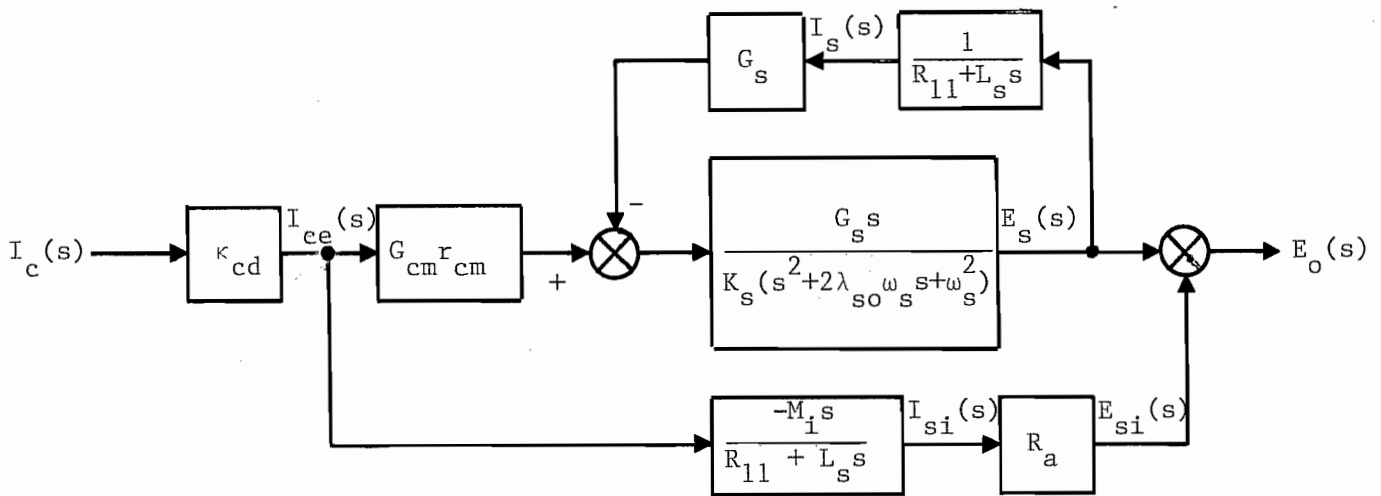 I_s(s)
G_s
1
R_11+L_s s
-
I_c(s)
κ_cd
I_ee(s)
G_cm r_cm
+
G_s s
K_s(s^2+2λ_so ω_s s+ω_s^2)
E_s(s)
E_o(s)
-M_i s
R_11 + L_s s
I_si(s)
R_a
E_si(s)